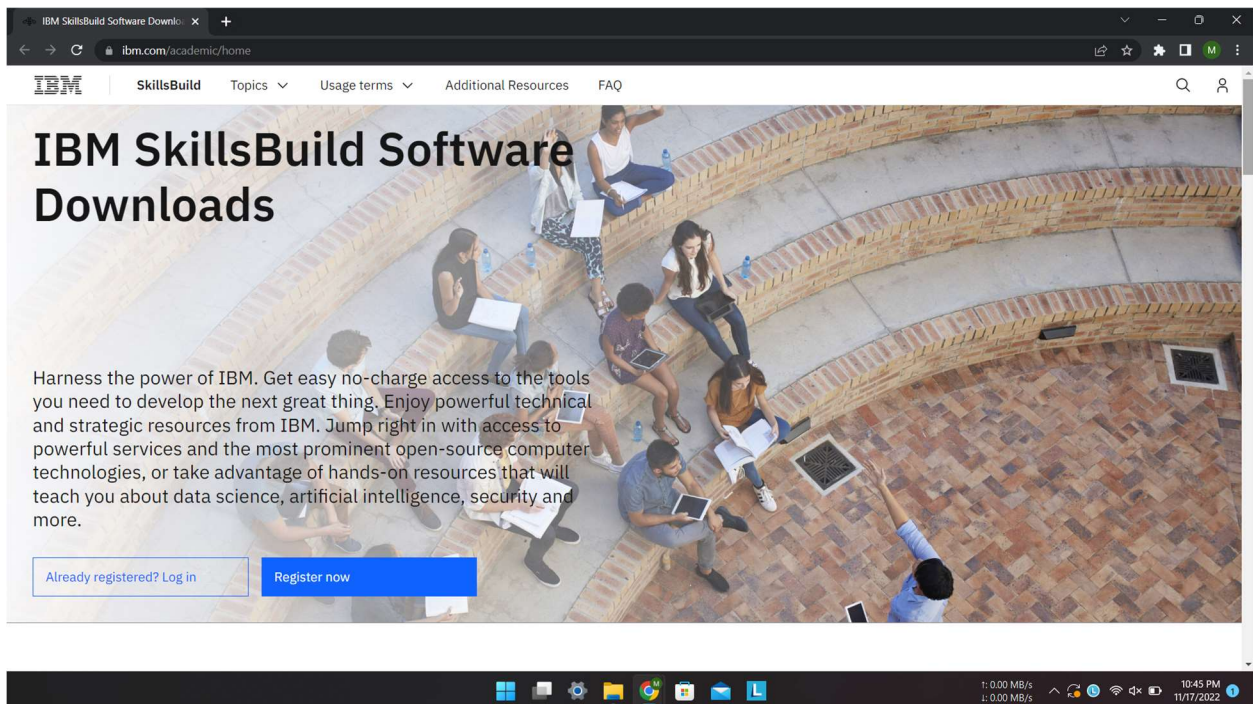 IBM SkillsBuild Software Downlo
ibm.com/academic/home
M
IBM
SkillsBuild
Topics
Usage terms
Additional Resources
FAQ
IBM SkillsBuild Software
Downloads
Harness the power of IBM. Get easy no-charge access to the tools
you need to develop the next great thing. Enjoy powerful technical
and strategic resources from IBM. Jump right in with access to
powerful services and the most prominent open-source computer
technologies, or take advantage of hands-on resources that will
teach you about data science, artificial intelligence, security and
more.
Already registered? Log in
Register now
M
L
↑: 0.00 MB/s
↓: 0.00 MB/s
L
10:45 PM
11/17/2022
1